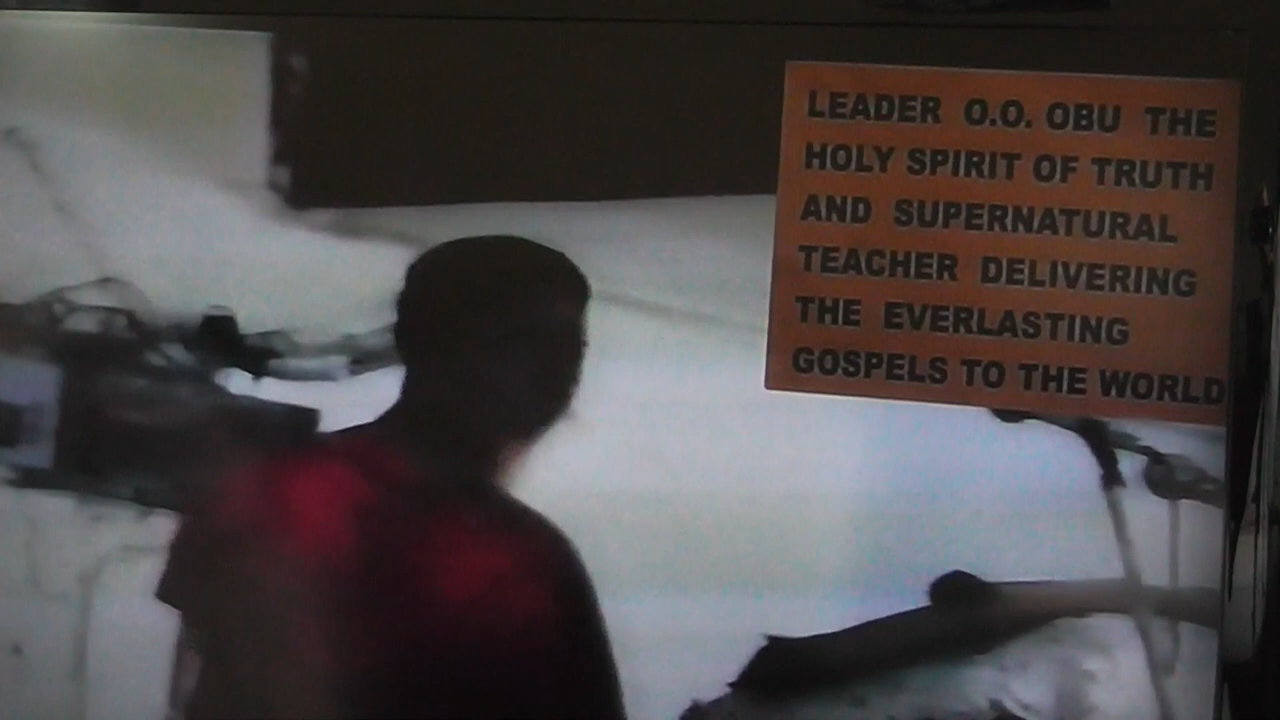 LEADER O.O. OBU THE
HOLY SPIRIT OF TRUTH
AND SUPERNATURAL
TEACHER DELIVERING
THE EVERLASTING
GOSPELS TO THE WORLD